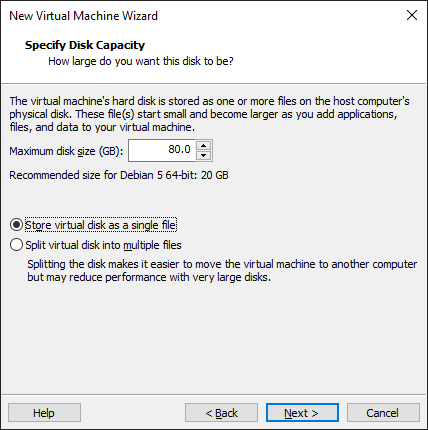 New Virtual Machine Wizard
Specify Disk Capacity
How large do you want this disk to be?
The virtual machine's hard disk is stored as one or more files on the host computer's
physical disk. These file(s) start small and become larger as you add applications,
files, and data to your virtual machine.
Maximum disk size (GB): 80.0
Recommended size for Debian 5 64-bit: 20 GB
Store virtual disk as a single file
Split virtual disk into multiple files
Splitting the disk makes it easier to move the virtual machine to another computer
but may reduce performance with very large disks.
Help < Back Next > Cancel